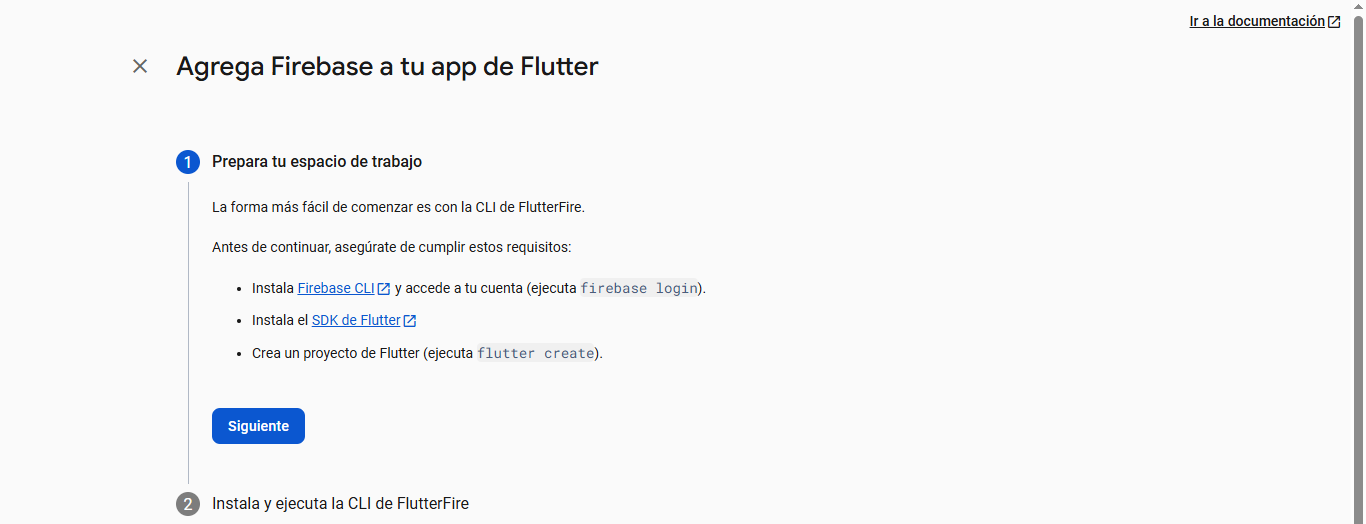 Ir a la documentación
Agrega Firebase a tu app de Flutter
1 Prepara tu espacio de trabajo
La forma más fácil de comenzar es con la CLI de FlutterFire.
Antes de continuar, asegúrate de cumplir estos requisitos:
• Instala Firebase CLI y accede a tu cuenta (ejecuta firebase login).
• Instala el SDK de Flutter
• Crea un proyecto de Flutter (ejecuta flutter create).
Siguiente
2 Instala y ejecuta la CLI de FlutterFire